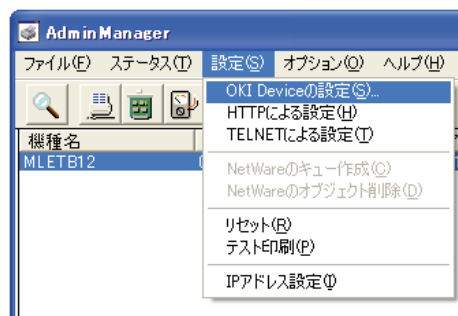 AdminManager
ファイル(F) ステータス(T) 設定(S) オプション(O) ヘルプ(H)
OKI Deviceの設定(S)...
HTTPによる設定(H)
TELNETによる設定(T)
機種名
MLETB12
NetWareのキュー作成(C)
NetWareのオブジェクト削除(D)
リセット(R)
テスト印刷(P)
IPアドレス設定(I)